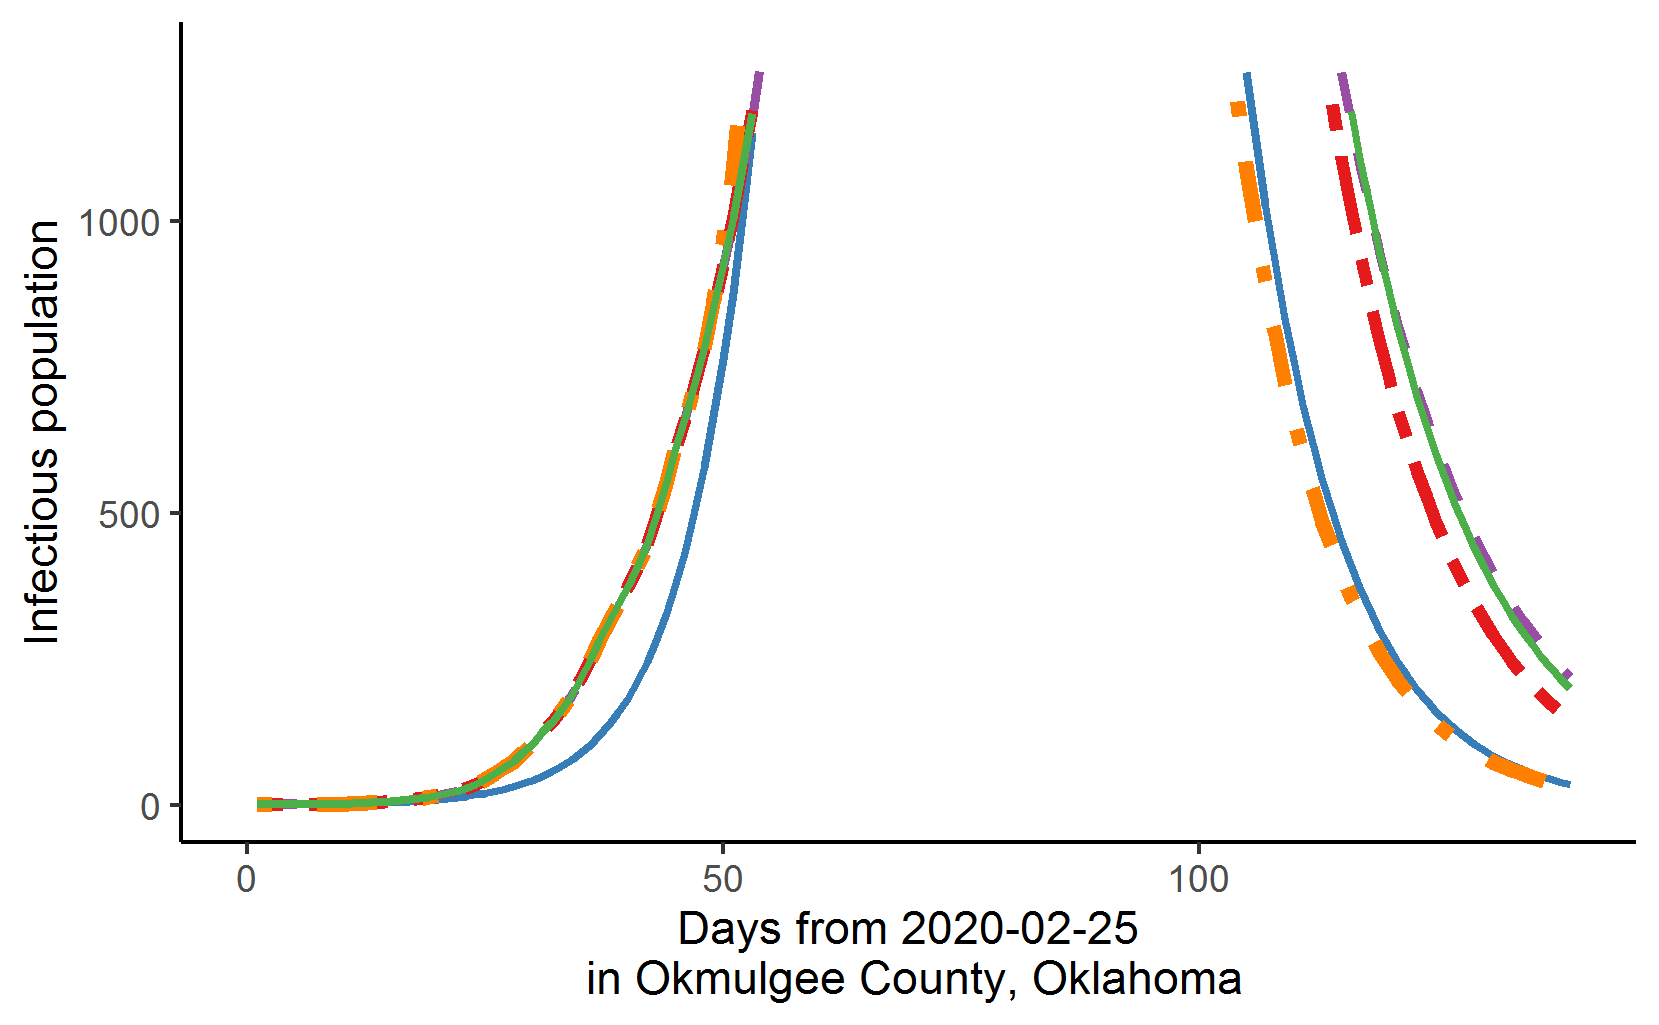 Infectious population
1000
500
0
0 50 100
Days from 2020-02-25
in Okmulgee County, Oklahoma